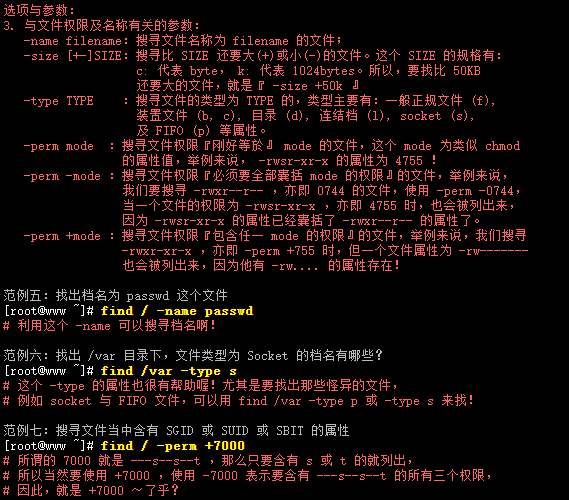 选项与参数:
3. 与文件权限及名称有关的参数:
-name filename: 搜寻文件名称为 filename 的文件;
-size [+-]SIZE: 搜寻比 SIZE 还要大(+)或小(-)的文件。这个 SIZE 的规格有:
c: 代表 byte, k: 代表 1024bytes。所以,要找比 50KB
还要大的文件,就是『 -size +50k 』
-type TYPE : 搜寻文件的类型为 TYPE 的,类型主要有: 一般正规文件 (f),
装置文件 (b, c), 目录 (d), 连结档 (l), socket (s),
及 FIFO (p) 等属性。
-perm mode : 搜寻文件权限『刚好等於』 mode 的文件,这个 mode 为类似 chmod
的属性值,举例来说, -rwsr-xr-x 的属性为 4755 !
-perm -mode : 搜寻文件权限『必须要全部囊括 mode 的权限』的文件,举例来说,
我们要搜寻 -rwxr--r-- ,亦即 0744 的文件,使用 -perm -0744,
当一个文件的权限为 -rwsr-xr-x ,亦即 4755 时,也会被列出来,
因为 -rwsr-xr-x 的属性已经囊括了 -rwxr--r-- 的属性了。
-perm +mode : 搜寻文件权限『包含任一 mode 的权限』的文件,举例来说,我们搜寻
-rwxr-xr-x ,亦即 -perm +755 时,但一个文件属性为 -rw-------
也会被列出来,因为他有 -rw.... 的属性存在!
范例五: 找出档名为 passwd 这个文件
[root@www ~]# find / -name passwd
# 利用这个 -name 可以搜寻档名啊!
范例六: 找出 /var 目录下,文件类型为 Socket 的档名有哪些?
[root@www ~]# find /var -type s
# 这个 -type 的属性也很有帮助喔! 尤其是要找出那些怪异的文件,
# 例如 socket 与 FIFO 文件,可以用 find /var -type p 或 -type s 来找!
范例七: 搜寻文件当中含有 SGID 或 SUID 或 SBIT 的属性
[root@www ~]# find / -perm +7000
# 所谓的 7000 就是 ---s--s--t ,那么只要含有 s 或 t 的就列出,
# 所以当然要使用 +7000 ,使用 -7000 表示要含有 ---s--s--t 的所有三个权限,
# 因此,就是 +7000 ~了乎?